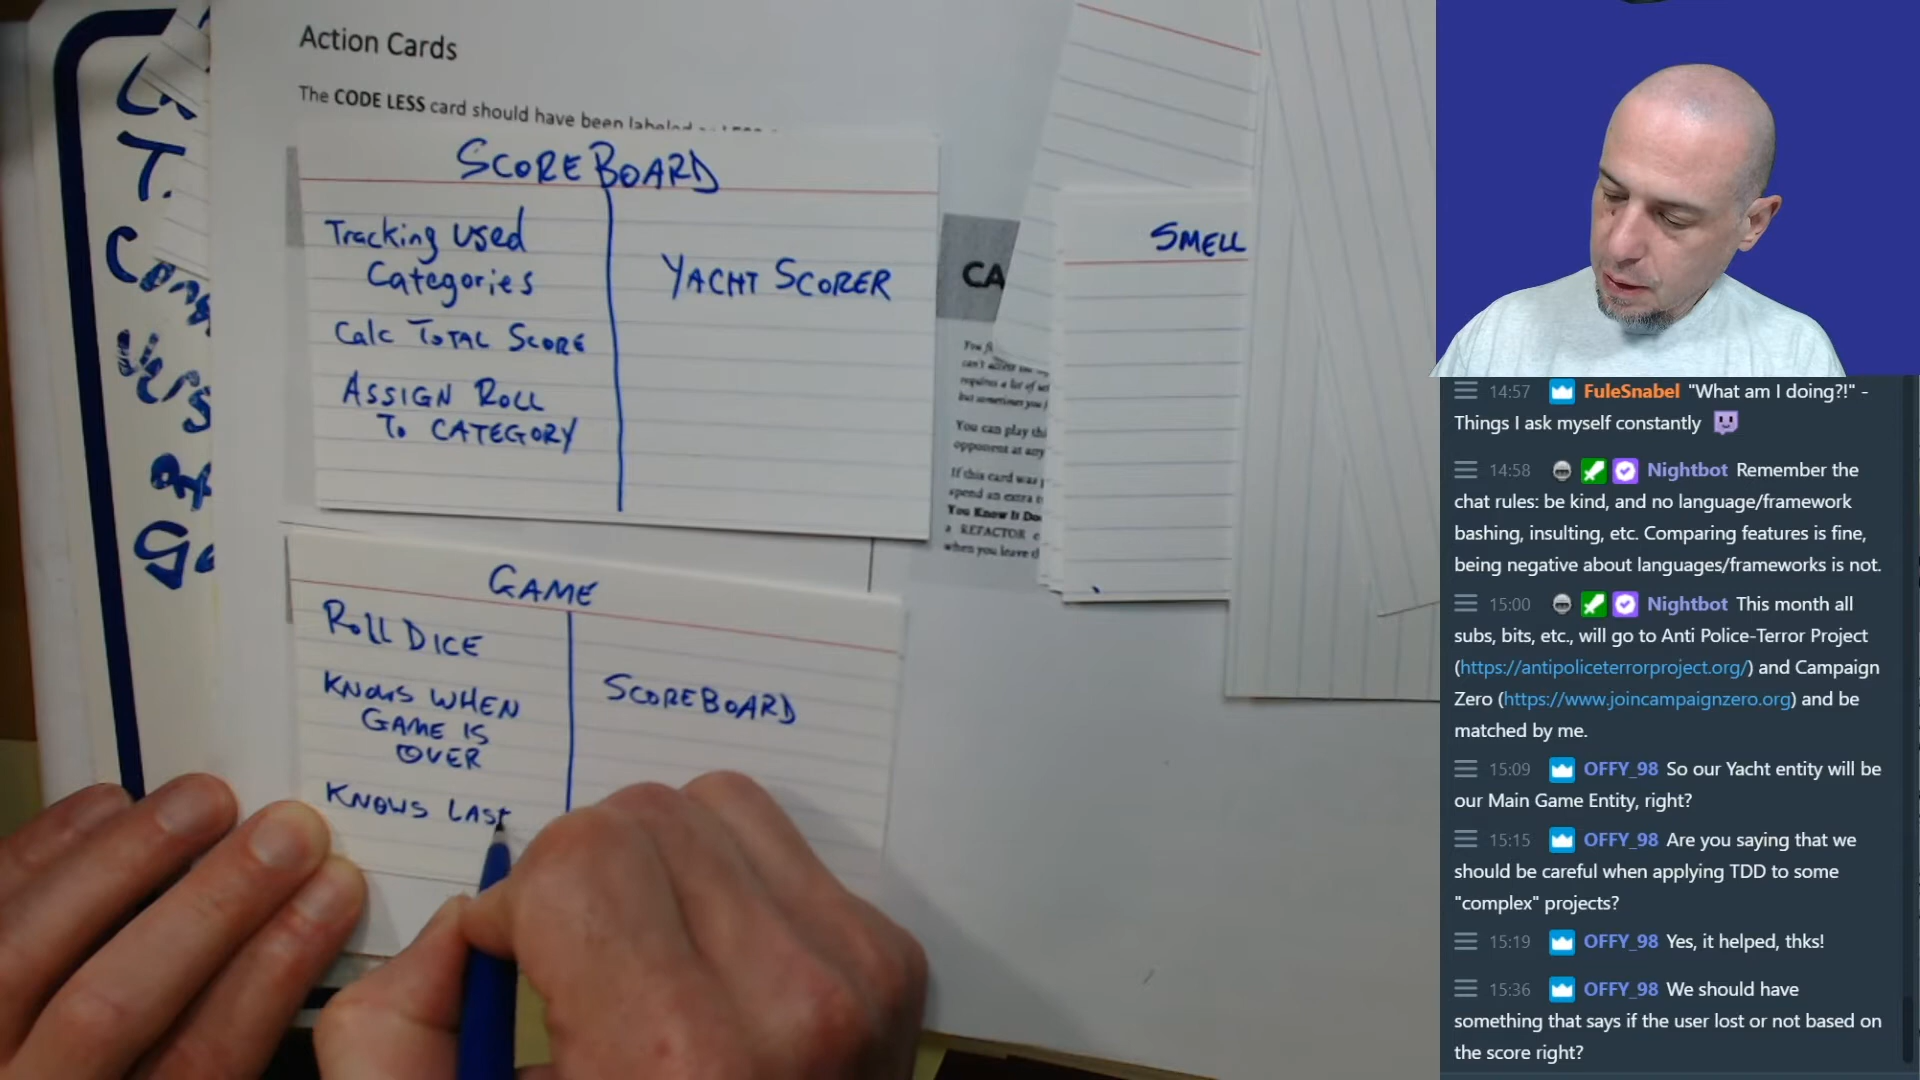 Action Cards
The CODE LESS card should have been labeled as LESS
SCOREBOARD
Tracking used
Categories
Calc TOTAL SCORE
ASSIGN ROLL
To CATEGORY
YACHT SCORER
GAME
ROLL DICE
KNOWS WHEN
GAME IS
OVER
KNOWS LAST
SCOREBOARD
SMELL
CA
You can play thi
opponent at any
If this card was
spend an extra
You Know It Do
a REFACTOR c
when you leave
T.
14:57 FuleSnabel "What am I doing?!" -
Things I ask myself constantly
14:58 Nightbot Remember the
chat rules: be kind, and no language/framework
bashing, insulting, etc. Comparing features is fine,
being negative about languages/frameworks is not.
15:00 Nightbot This month all
subs, bits, etc., will go to Anti Police-Terror Project
(https://antipoliceterrorproject.org/) and Campaign
Zero (https://www.joincampaignzero.org) and be
matched by me.
15:09 OFFY_98 So our Yacht entity will be
our Main Game Entity, right?
15:15 OFFY_98 Are you saying that we
should be careful when applying TDD to some
"complex" projects?
15:19 OFFY_98 Yes, it helped, thks!
15:36 OFFY_98 We should have
something that says if the user lost or not based on
the score right?